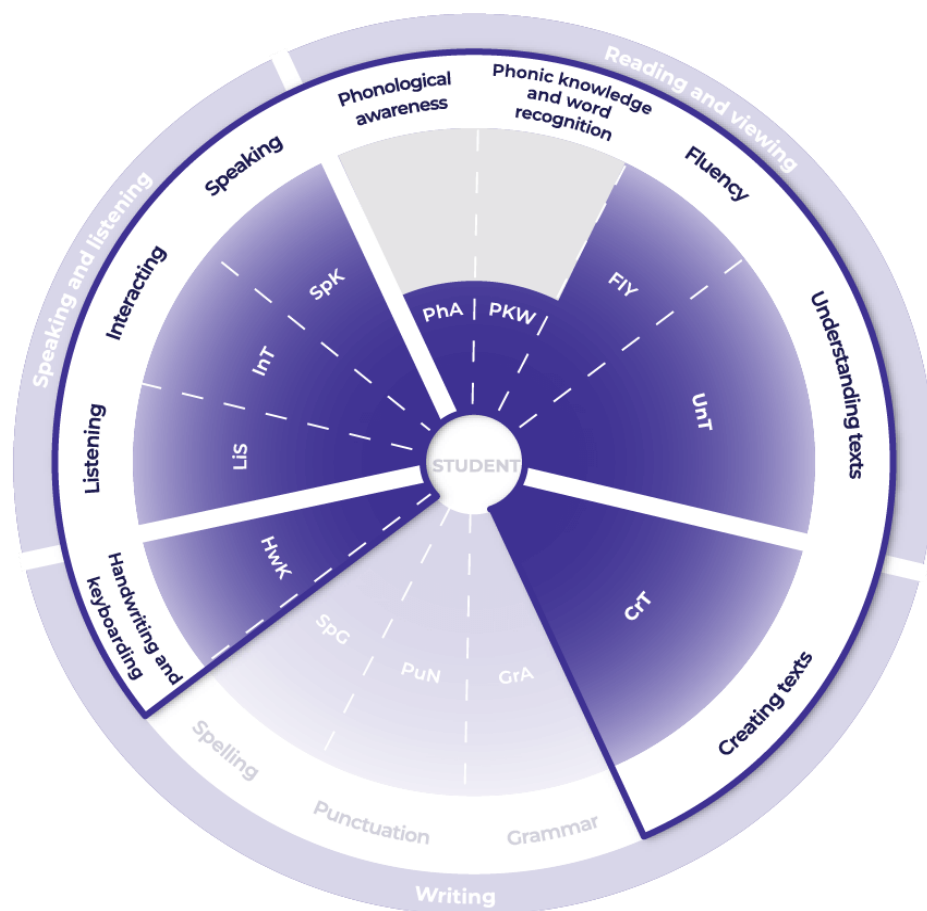 Reading and viewing
Phonological
awareness
Phonic knowledge
and word
recognition
Fluency
Understanding texts
Creating texts
Writing
Grammar
Punctuation
Spelling
Handwriting and
keyboarding
Speaking and listening
Listening
Interacting
Speaking
PhA
PKW
FlY
UnT
CrT
GrA
PuN
SpG
HwK
LiS
InT
SpK
STUDENT